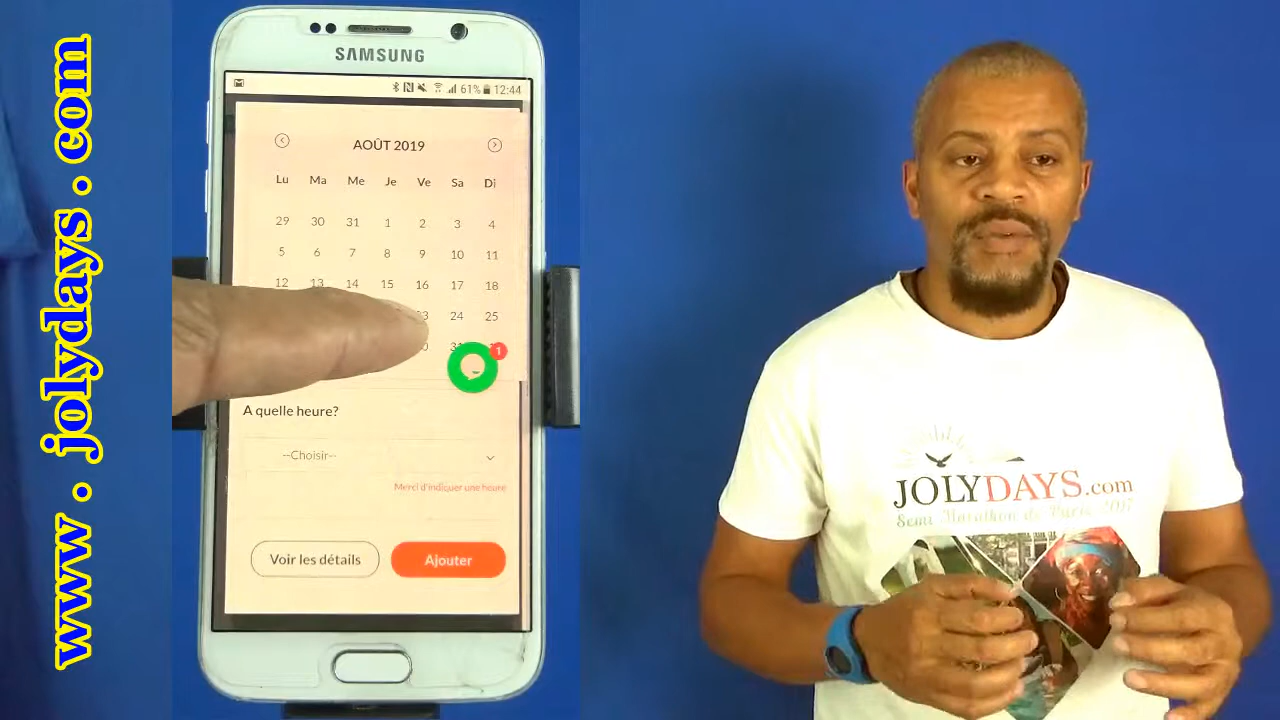 www.jolydays.com
SAMSUNG
61% 12:44
AOÛT 2019
Lu Ma Me Je Ve Sa Di
29 30 31 1 2 3 4
5 6 7 8 9 10 11
12 13 14 15 16 17 18
24 25
1
A quelle heure?
--Choisir--
Merci d'indiquer une heure
Voir les détails
Ajouter
JOLYDAYS.com
Semi Marathon de Paris 2017